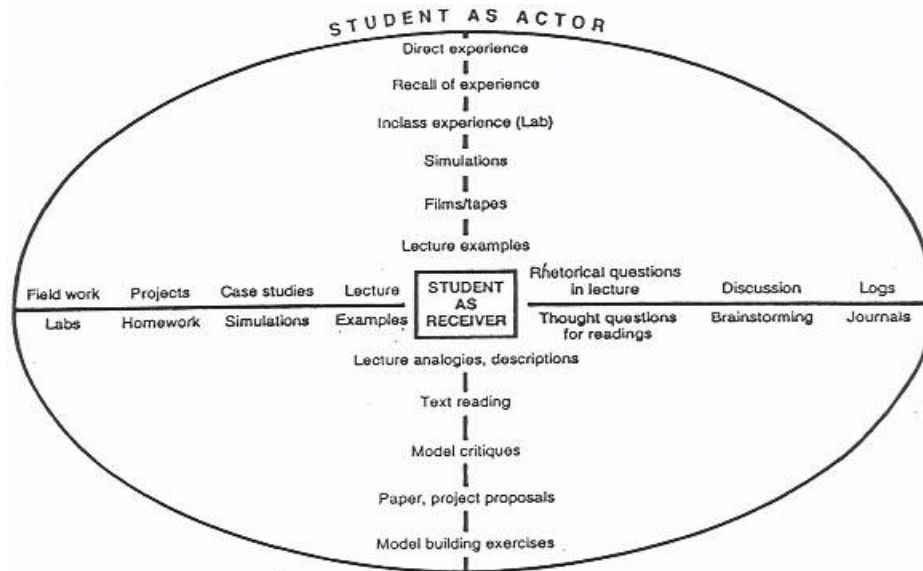 STUDENT AS ACTOR
Direct experience
Recall of experience
Inclass experience (Lab)
Simulations
Films/tapes
Lecture examples
Field work Projects Case studies Lecture
Labs Homework Simulations Examples
STUDENT
AS
RECEIVER
Rhetorical questions
in lecture
Discussion Logs
Thought questions
for readings
Brainstorming Journals
Lecture analogies, descriptions
Text reading
Model critiques
Paper, project proposals
Model building exercises